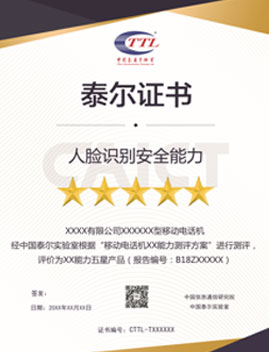 CTTL
中国泰尔实验室
泰尔证书
人脸识别安全能力
XXXX有限公司XXXXXX型移动电话机
经中国泰尔实验室根据“移动电话机XX能力测评方案”进行测评，
评价为XX能力五星产品（报告编号：B18ZXXXXX）
签发：
日期：20XX年XX月XX日
中国信息通信研究院
中国泰尔实验室
证书编号：CTTL-TXXXXXX
CAICT